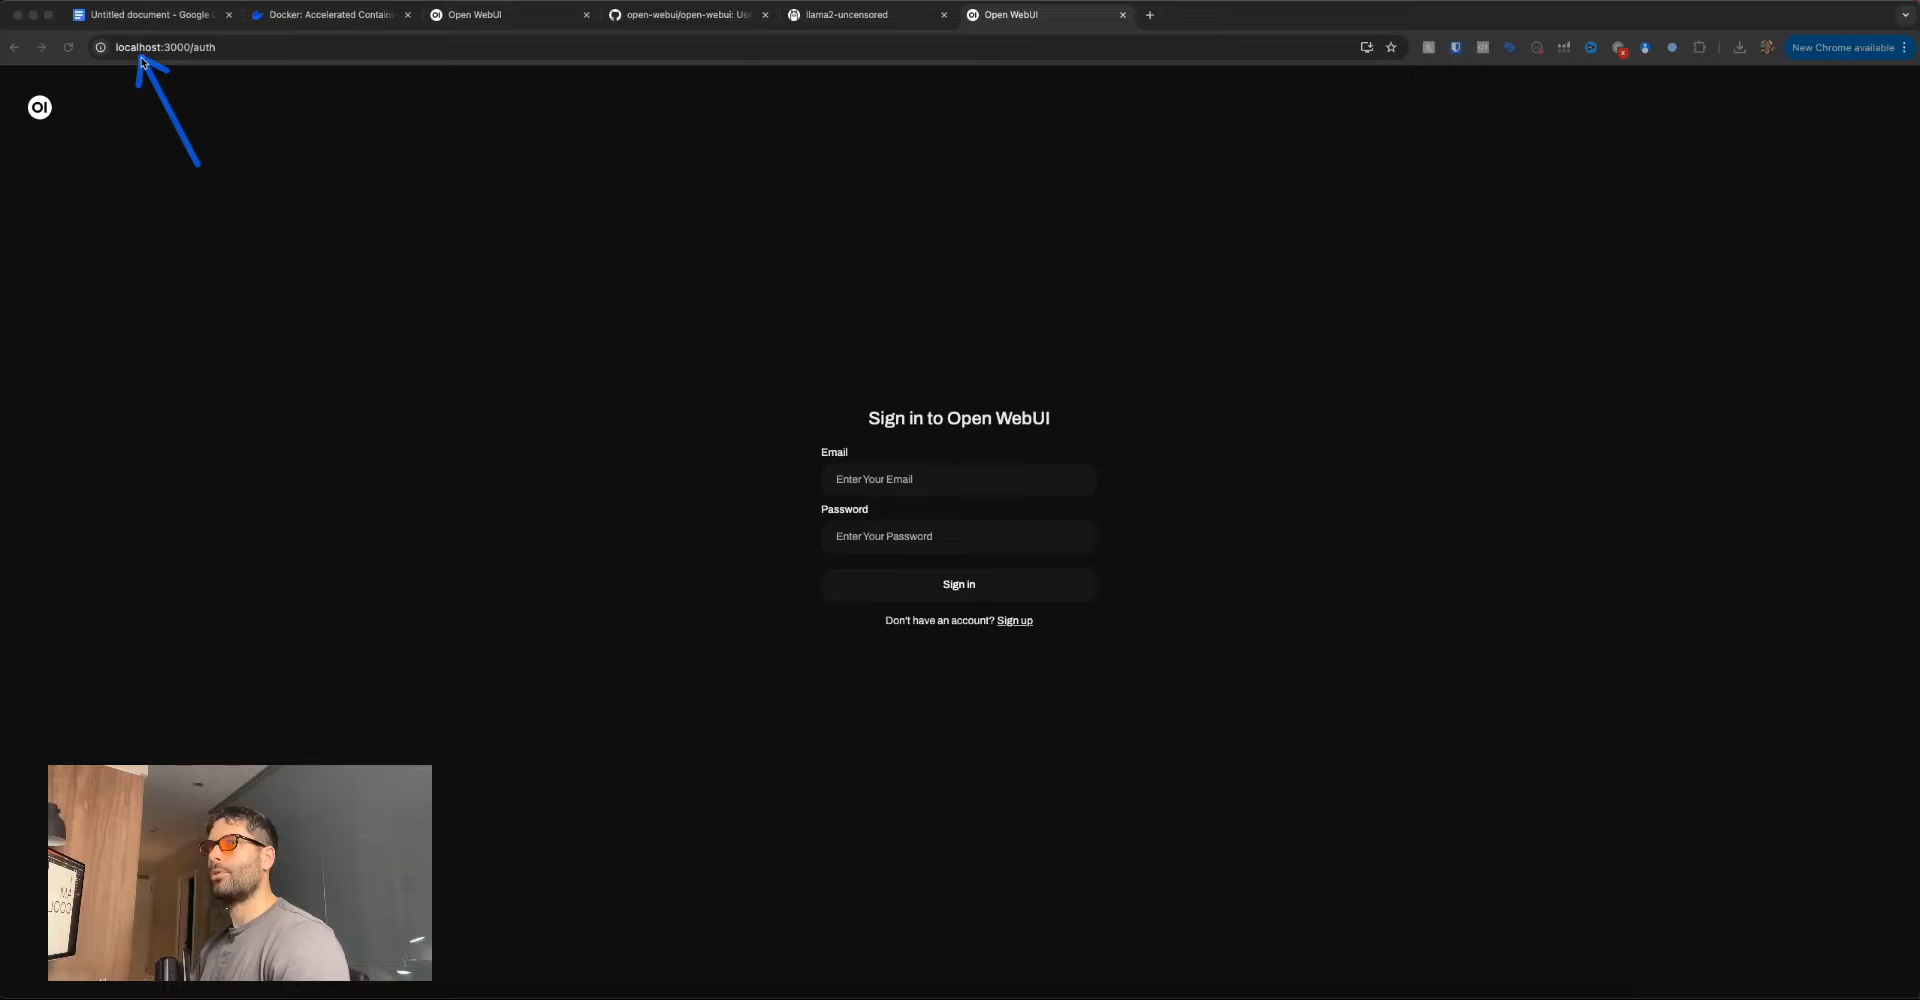 Untitled document - Google
Docker: Accelerated Containe
Open WebUI
open-webui/open-webui: Use
llama2-uncensored
Open WebUI
localhost:3000/auth
New Chrome available
OI
Sign in to Open WebUI
Email
Enter Your Email
Password
Enter Your Password
Sign in
Don't have an account? Sign up